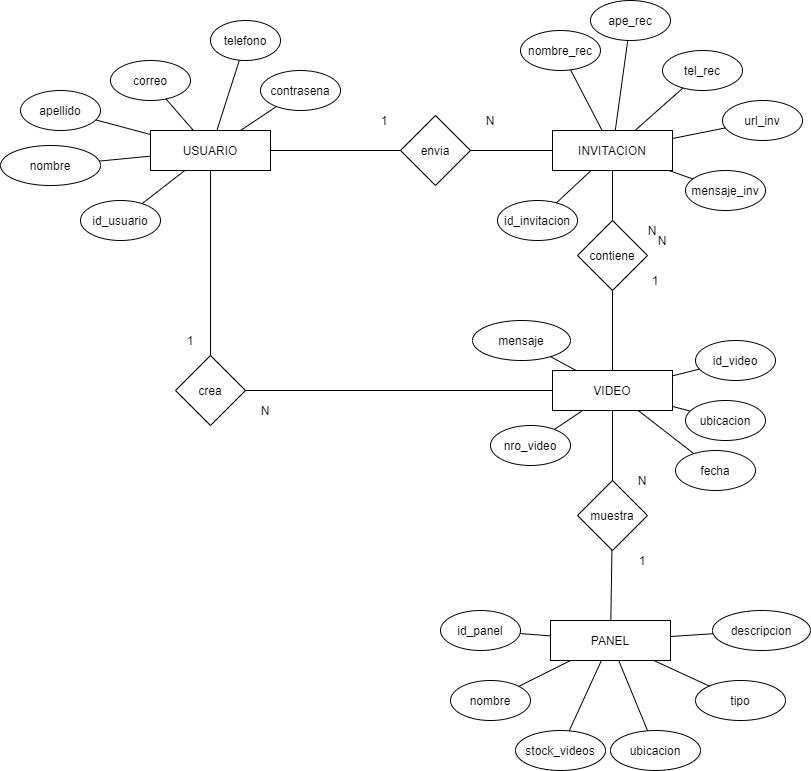 ape_rec
telefono
nombre_rec
correo
tel_rec
contrasena
apellido
url_inv
1
N
USUARIO
envia
INVITACION
nombre
mensaje_inv
id_usuario
id_invitacion
N
N
contiene
1
1
mensaje
id_video
crea
VIDEO
N
ubicacion
nro_video
fecha
N
muestra
1
id_panel
descripcion
PANEL
nombre
tipo
stock_videos
ubicacion